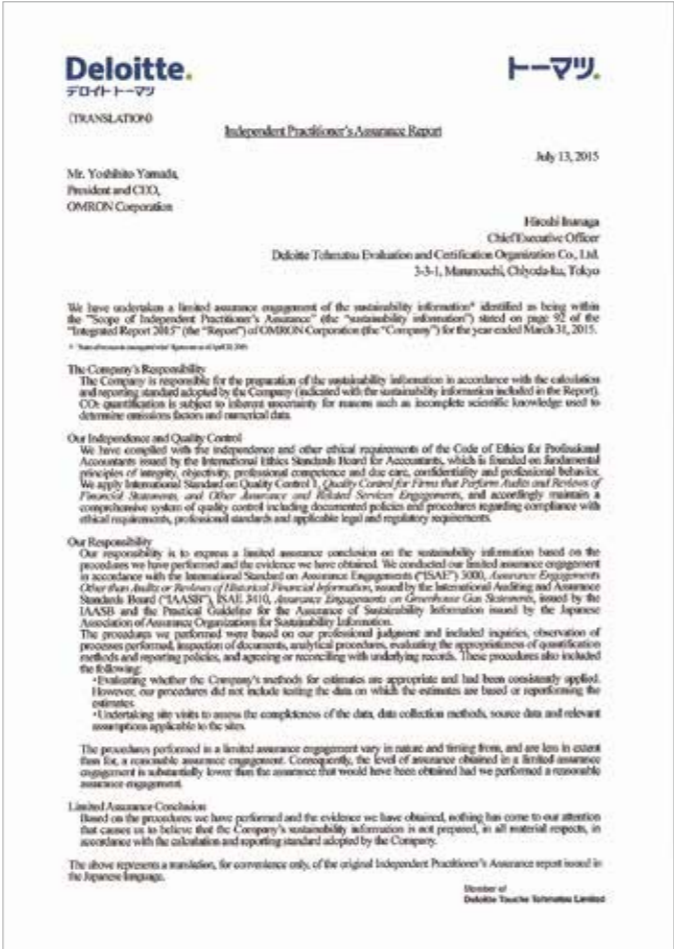 Deloitte.
デロイト トーマツ
トーマツ.
(TRANSLATION)
Independent Practitioner's Assurance Report
July 13, 2015
Mr. Yoshihito Yamada,
President and CEO,
OMRON Corporation
Hiroshi Inanaga
Chief Executive Officer
Deloitte Tohmatsu Evaluation and Certification Organization Co., Ltd.
3-3-1, Marunouchi, Chiyoda-ku, Tokyo
We have undertaken a limited assurance engagement of the sustainability information* identified as being within
the "Scope of Independent Practitioner's Assurance" (the "sustainability information") stated on page 92 of the
"Integrated Report 2015" (the "Report") of OMRON Corporation (the "Company") for the year ended March 31, 2015.
The Company's Responsibility
The Company is responsible for the preparation of the sustainability information in accordance with the calculation
and reporting standard adopted by the Company (indicated with the sustainability information included in the Report).
CO₂ quantification is subject to inherent uncertainty for reasons such as incomplete scientific knowledge used to
determine emissions factors and numerical data.
Our Independence and Quality Control
We have complied with the independence and other ethical requirements of the Code of Ethics for Professional
Accountants issued by the International Ethics Standards Board for Accountants, which is founded on fundamental
principles of integrity, objectivity, professional competence and due care, confidentiality and professional behavior.
We apply International Standard on Quality Control 1, Quality Control for Firms that Perform Audits and Reviews of
Financial Statements, and Other Assurance and Related Services Engagements, and accordingly maintain a
comprehensive system of quality control including documented policies and procedures regarding compliance with
ethical requirements, professional standards and applicable legal and regulatory requirements.
Our Responsibility
Our responsibility is to express a limited assurance conclusion on the sustainability information based on the
procedures we have performed and the evidence we have obtained. We conducted our limited assurance engagement
in accordance with the International Standard on Assurance Engagements ("ISAE") 3000, Assurance Engagements
Other than Audits or Reviews of Historical Financial Information, issued by the International Auditing and Assurance
Standards Board ("IAASB"), ISAE 3410, Assurance Engagements on Greenhouse Gas Statements, issued by the
IAASB and the Practical Guideline for the Assurance of Sustainability Information issued by the Japanese
Association of Assurance Organizations for Sustainability Information.
The procedures we performed were based on our professional judgment and included inquiries, observation of
processes performed, inspection of documents, analytical procedures, evaluating the appropriateness of quantification
methods and reporting policies, and agreeing or reconciling with underlying records. These procedures also included
the following:
・Evaluating whether the Company's methods for estimates are appropriate and had been consistently applied.
However, our procedures did not include testing the data on which the estimates are based or reperforming the
estimates.
・Undertaking site visits to assess the completeness of the data, data collection methods, source data and relevant
assumptions applicable to the sites.
The procedures performed in a limited assurance engagement vary in nature and timing from, and are less in extent
than for, a reasonable assurance engagement. Consequently, the level of assurance obtained in a limited assurance
engagement is substantially lower than the assurance that would have been obtained had we performed a reasonable
assurance engagement.
Limited Assurance Conclusion
Based on the procedures we have performed and the evidence we have obtained, nothing has come to our attention
that causes us to believe that the Company's sustainability information is not prepared, in all material respects, in
accordance with the calculation and reporting standard adopted by the Company.
The above represents a translation, for convenience only, of the original Independent Practitioner's Assurance report issued in
the Japanese language.
Member of
Deloitte Touche Tohmatsu Limited